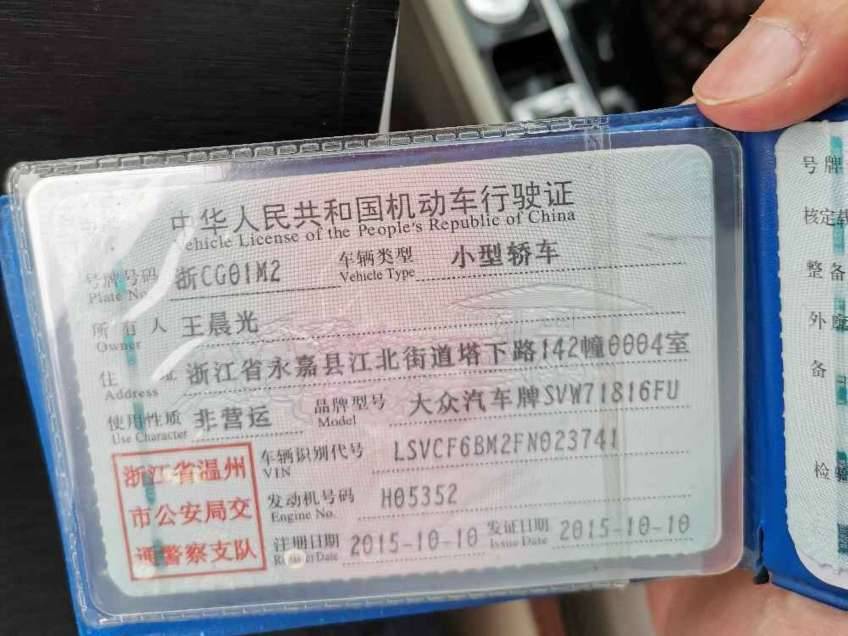 中华人民共和国机动车行驶证
Vehicle License of the People's Republic of China
号牌号码 浙CG01M2 车辆类型 小型轿车
Plate No. Vehicle Type
所有人 王晨光
Owner
住址 浙江省永嘉县江北街道塔下路142幢0004室
Address
使用性质 非营运 品牌型号 大众汽车牌SVW71816FU
Use Character Model
车辆识别代号 LSVCF6BM2FN023741
VIN
发动机号码 H05352
Engine No.
注册日期 2015-10-10 发证日期 2015-10-10
Register Date Issue Date
浙江省温州
市公安局交
通警察支队
号牌
核定载
整备
外廓
备
检验